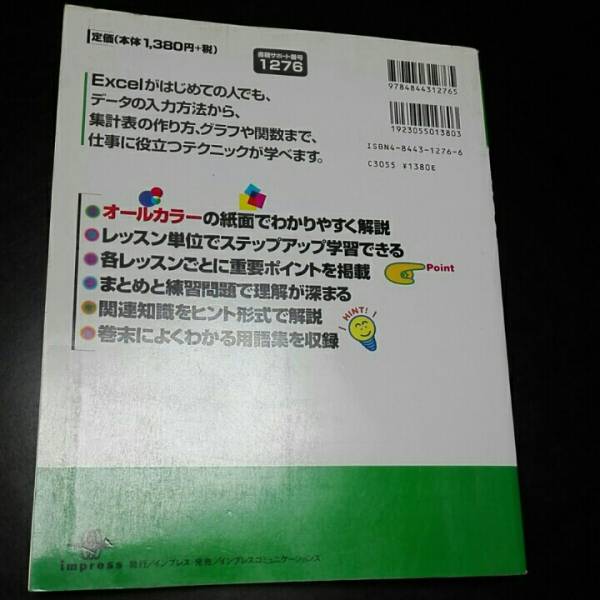 定価(本体1,380円+税)
書籍サポート番号
1276
9784844312765
1923055013803
ISBN4-8443-1276-6
C3055 ¥1380E
Excelがはじめての人でも、
データの入力方法から、
集計表の作り方、グラフや関数まで、
仕事に役立つテクニックが学べます。
●オールカラーの紙面でわかりやすく解説
●レッスン単位でステップアップ学習できる
●各レッスンごとに重要ポイントを掲載
Point
●まとめと練習問題で理解が深まる
●関連知識をヒント形式で解説
HINT!
●巻末によくわかる用語集を収録
impress 発行/インプレス 発売/インプレスコミュニケーションズ